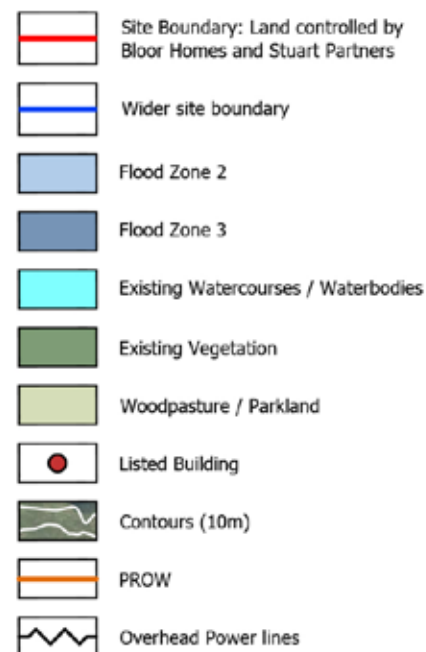 Site Boundary: Land controlled by
Bloor Homes and Stuart Partners
Wider site boundary
Flood Zone 2
Flood Zone 3
Existing Watercourses / Waterbodies
Existing Vegetation
Woodpasture / Parkland
Listed Building
Contours (10m)
PROW
Overhead Power lines